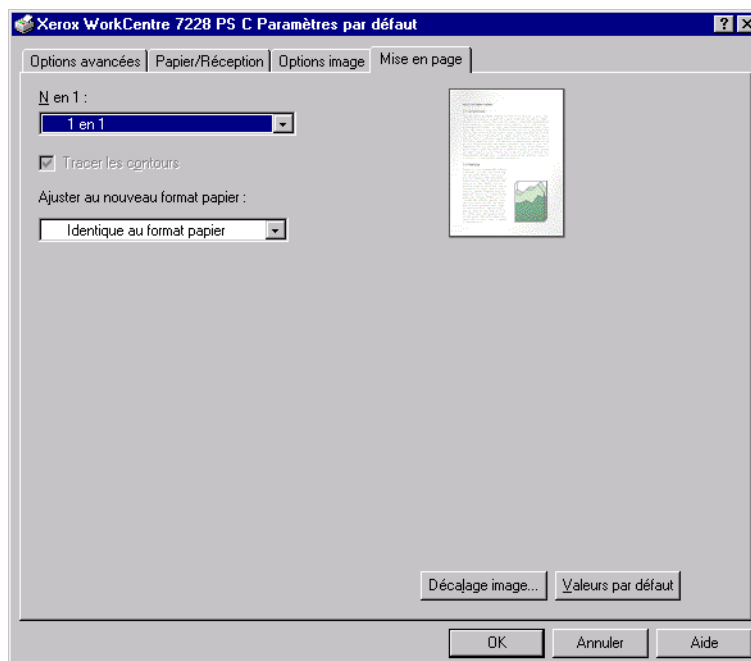 Xerox WorkCentre 7228 PS C Paramètres par défaut
Options avancées Papier/Réception Options image Mise en page
N en 1 :
1 en 1
Tracer les contours
Ajuster au nouveau format papier :
Identique au format papier
Décalage image... Valeurs par défaut
OK Annuler Aide